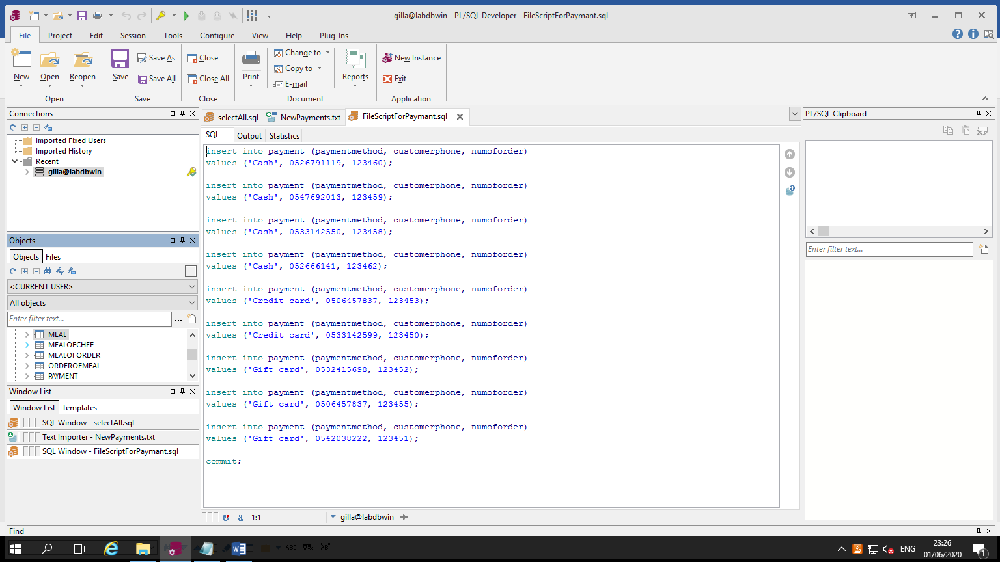 gilla@labdbwin - PL/SQL Developer - FileScriptForPaymant.sql
File Project Edit Session Tools Configure View Help Plug-Ins
New
Open
Reopen
Open
Save
Save As
Save All
Save
Close
Close All
Close
Print
Change to
Copy to
E-mail
Document
Reports
New Instance
Exit
Application
Connections
Imported Fixed Users
Imported History
Recent
gilla@labdbwin
Objects
Objects Files
<CURRENT USER>
All objects
Enter filter text...
MEAL
MEALOFCHEF
MEALOFORDER
ORDEROFMEAL
PAYMENT
Window List
Window List Templates
SQL Window - selectAll.sql
Text Importer - NewPayments.txt
SQL Window - FileScriptForPaymant.sql
selectAll.sql NewPayments.txt FileScriptForPaymant.sql
SQL Output Statistics
insert into payment (paymentmethod, customerphone, numoforder)
values ('Cash', 0526791119, 123460);
insert into payment (paymentmethod, customerphone, numoforder)
values ('Cash', 0547692013, 123459);
insert into payment (paymentmethod, customerphone, numoforder)
values ('Cash', 0533142550, 123458);
insert into payment (paymentmethod, customerphone, numoforder)
values ('Cash', 052666141, 123462);
insert into payment (paymentmethod, customerphone, numoforder)
values ('Credit card', 0506457837, 123453);
insert into payment (paymentmethod, customerphone, numoforder)
values ('Credit card', 0533142599, 123450);
insert into payment (paymentmethod, customerphone, numoforder)
values ('Gift card', 0532415698, 123452);
insert into payment (paymentmethod, customerphone, numoforder)
values ('Gift card', 0506457837, 123455);
insert into payment (paymentmethod, customerphone, numoforder)
values ('Gift card', 0542038222, 123451);
commit;
& 1:1 gilla@labdbwin
PL/SQL Clipboard
Enter filter text...
Find
ABC
"AB"
ENG
23:26
01/06/2020
1